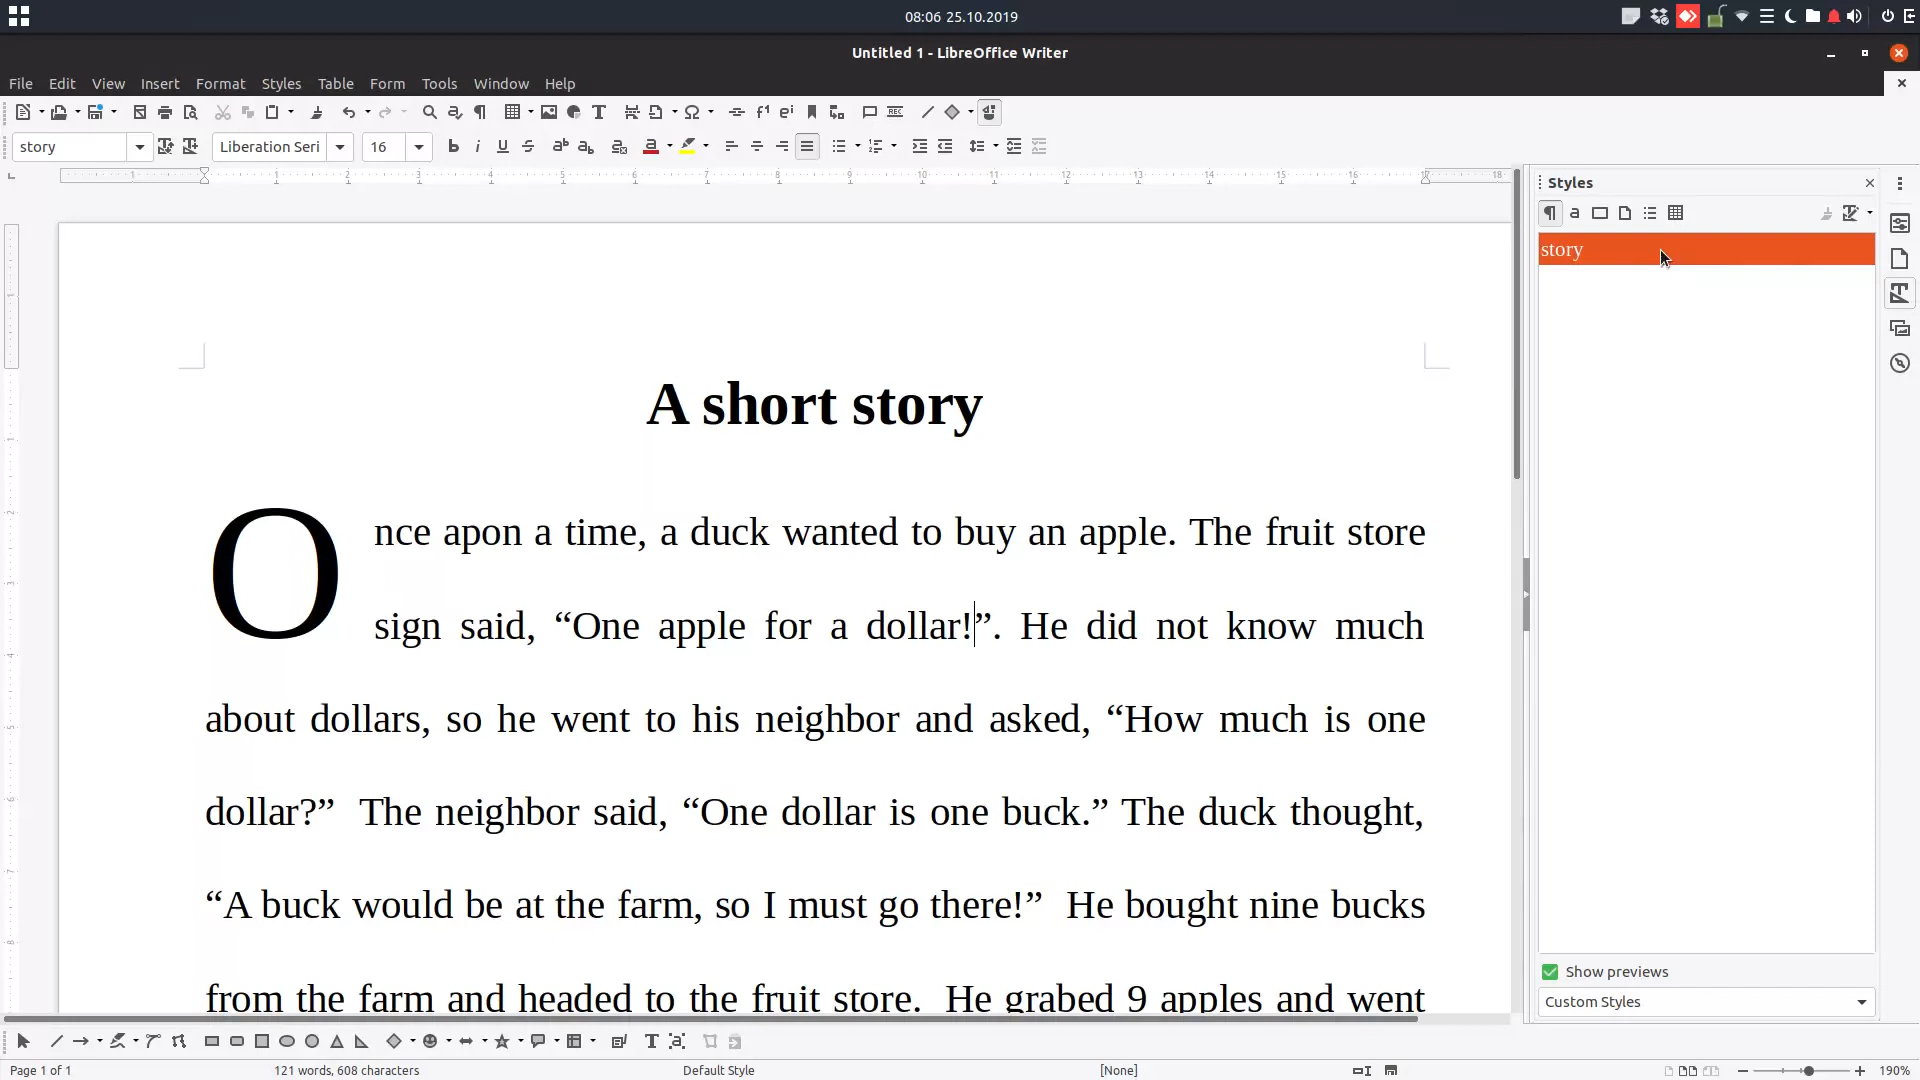 08:06 25.10.2019
Untitled 1 - LibreOffice Writer
File Edit View Insert Format Styles Table Form Tools Window Help
story Liberation Seri 16
Styles
story
A short story
Once apon a time, a duck wanted to buy an apple. The fruit store
sign said, “One apple for a dollar!”. He did not know much
about dollars, so he went to his neighbor and asked, “How much is one
dollar?”  The neighbor said, “One dollar is one buck.” The duck thought,
“A buck would be at the farm, so I must go there!”  He bought nine bucks
from the farm and headed to the fruit store.  He grabbed 9 apples and went
Show previews
Custom Styles
Page 1 of 1 121 words, 608 characters Default Style [None] 190%